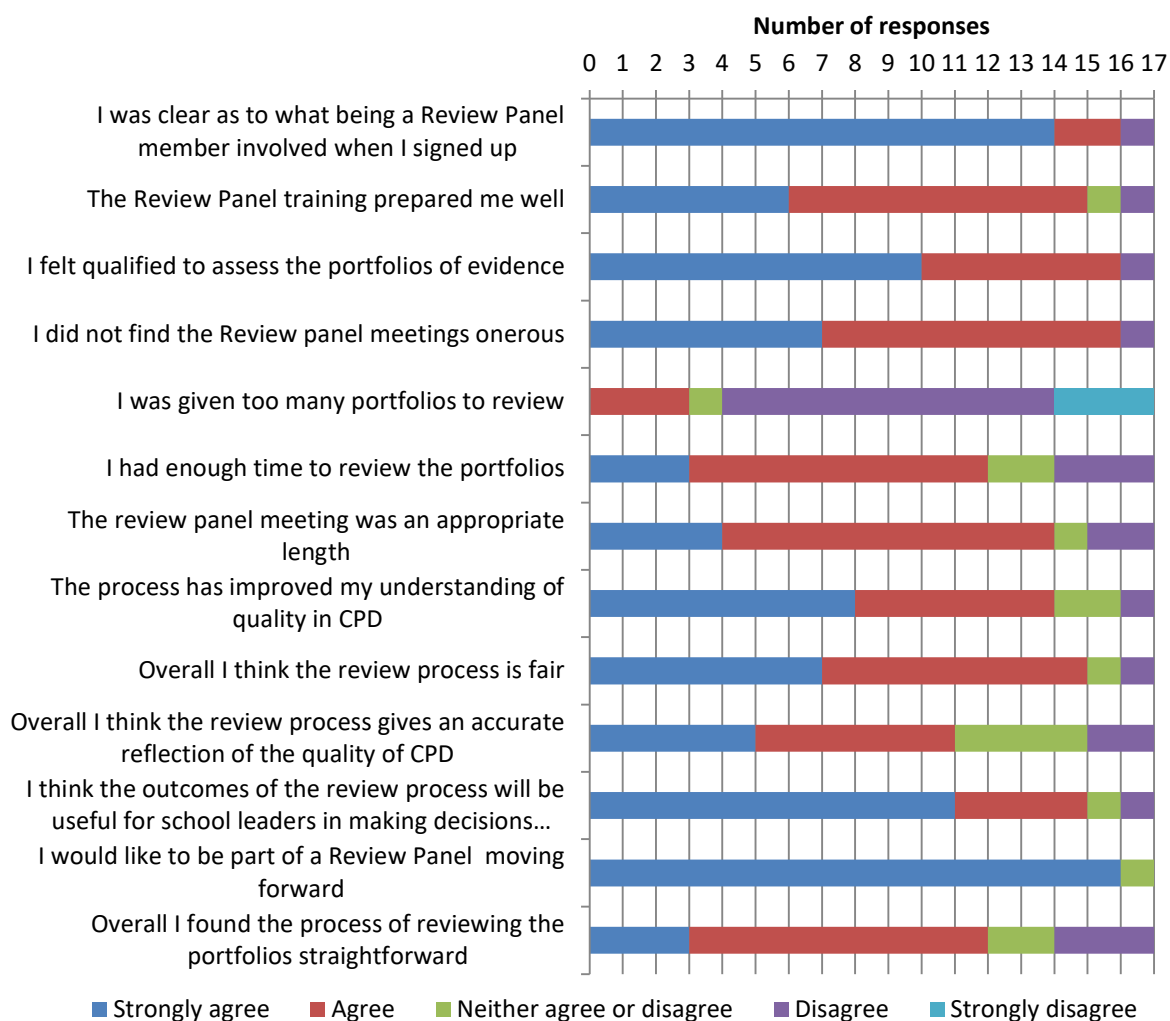 Number of responses
0 1 2 3 4 5 6 7 8 9 10 11 12 13 14 15 16 17
I was clear as to what being a Review Panel
member involved when I signed up
The Review Panel training prepared me well
I felt qualified to assess the portfolios of evidence
I did not find the Review panel meetings onerous
I was given too many portfolios to review
I had enough time to review the portfolios
The review panel meeting was an appropriate
length
The process has improved my understanding of
quality in CPD
Overall I think the review process is fair
Overall I think the review process gives an accurate
reflection of the quality of CPD
I think the outcomes of the review process will be
useful for school leaders in making decisions...
I would like to be part of a Review Panel  moving
forward
Overall I found the process of reviewing the
portfolios straightforward
Strongly agree Agree Neither agree or disagree Disagree Strongly disagree